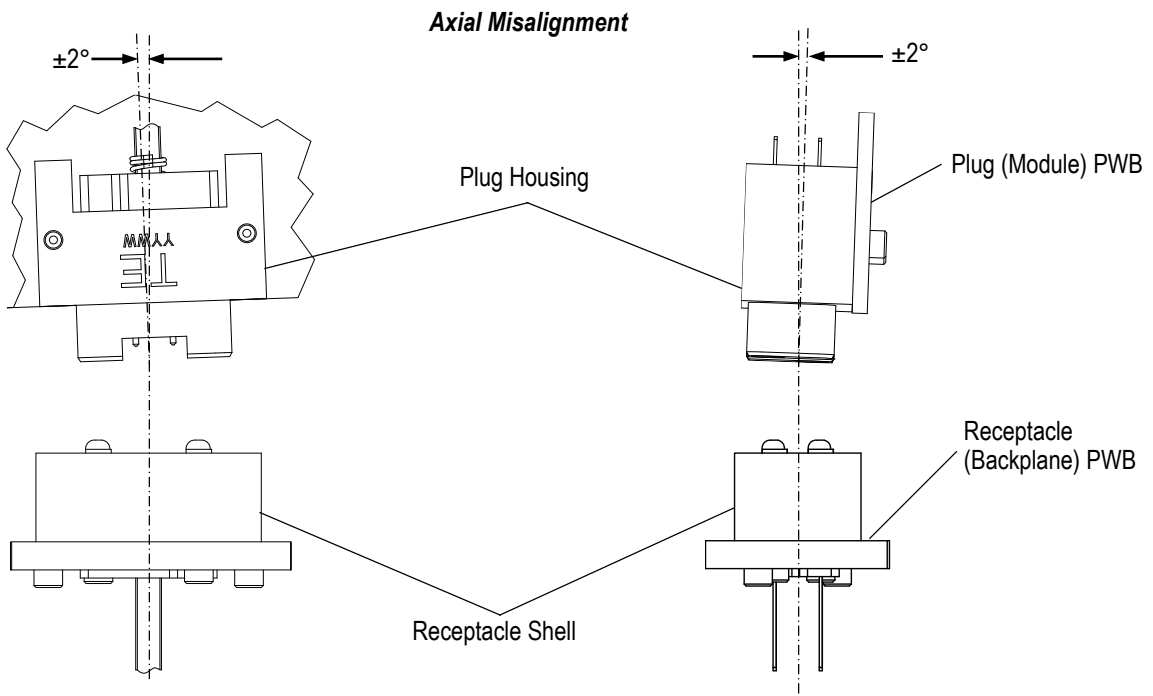 Axial Misalignment
±2°
±2°
Plug Housing
Plug (Module) PWB
YYWW
TE
Receptacle
(Backplane) PWB
Receptacle Shell